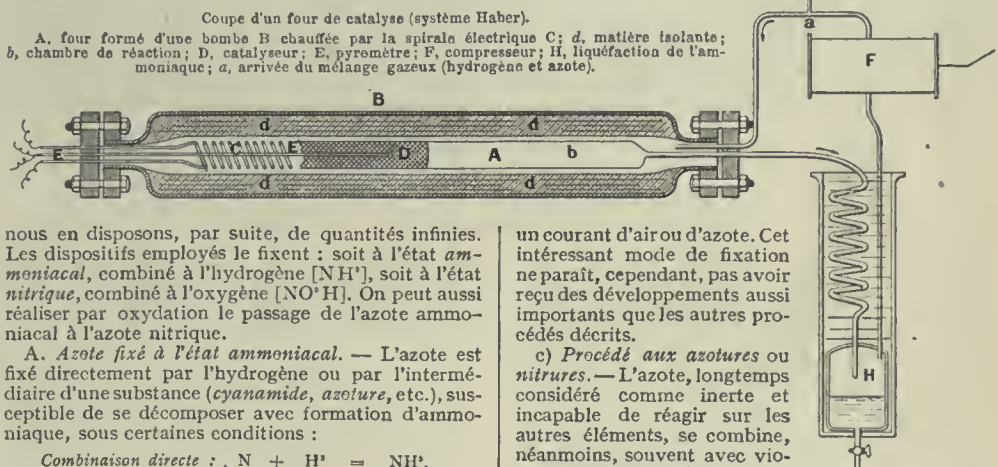 Coupe d'un four de catalyse (système Haber).
A, four formé d'une bombe B chauffée par la spirale électrique C; d, matière isolante;
b, chambre de réaction; D, catalyseur; E, pyromètre; F, compresseur; H, liquéfaction de l'am-
moniaque; a, arrivée du mélange gazeux (hydrogène et azote).
a
F
B
d d
E C E D A b
d d
H
nous en disposons, par suite, de quantités infinies.
Les dispositifs employés le fixent : soit à l'état am-
moniacal, combiné à l'hydrogène [NH³], soit à l'état
nitrique, combiné à l'oxygène [NO³H]. On peut aussi
réaliser par oxydation le passage de l'azote ammo-
niacal à l'azote nitrique.
A. Azote fixé à l'état ammoniacal. — L'azote est
fixé directement par l'hydrogène ou par l'intermé-
diaire d'une substance (cyanamide, azoture, etc.), sus-
ceptible de se décomposer avec formation d'ammo-
niaque, sous certaines conditions :
Combinaison directe : N + H³ = NH³.
un courant d'air ou d'azote. Cet
intéressant mode de fixation
ne paraît, cependant, pas avoir
reçu des développements aussi
importants que les autres pro-
cédés décrits.
c) Procédé aux azotures ou
nitrures. — L'azote, longtemps
considéré comme inerte et
incapable de réagir sur les
autres éléments, se combine,
néanmoins, souvent avec vio-